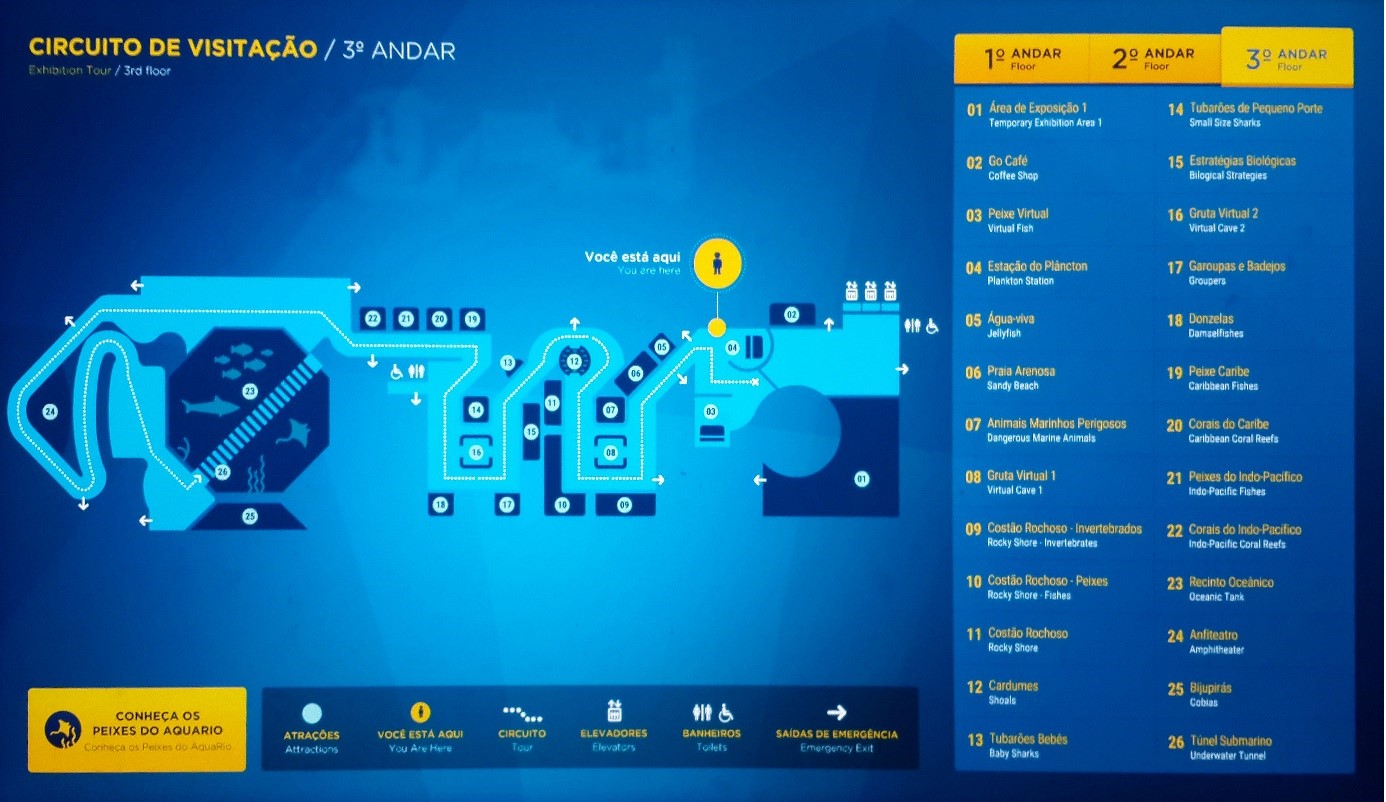 CIRCUITO DE VISITAÇÃO / 3º ANDAR
Exhibition Tour / 3rd floor
1º ANDAR
Floor
2º ANDAR
Floor
3º ANDAR
Floor
01 Área de Exposição 1
Temporary Exhibition Area 1
02 Go Café
Coffee Shop
03 Peixe Virtual
Virtual Fish
04 Estação do Plâncton
Plankton Station
05 Água-viva
Jellyfish
06 Praia Arenosa
Sandy Beach
07 Animais Marinhos Perigosos
Dangerous Marine Animals
08 Gruta Virtual 1
Virtual Cave 1
09 Costão Rochoso - Invertebrados
Rocky Shore - Invertebrates
10 Costão Rochoso - Peixes
Rocky Shore - Fishes
11 Costão Rochoso
Rocky Shore
12 Cardumes
Shoals
13 Tubarões Bebês
Baby Sharks
14 Tubarões de Pequeno Porte
Small Size Sharks
15 Estratégias Biológicas
Bilogical Strategies
16 Gruta Virtual 2
Virtual Cave 2
17 Garoupas e Badejos
Groupers
18 Donzelas
Damselfishes
19 Peixe Caribe
Caribbean Fishes
20 Corais do Caribe
Caribbean Coral Reefs
21 Peixes do Indo-Pacífico
Indo-Pacific Fishes
22 Corais do Indo-Pacífico
Indo-Pacific Coral Reefs
23 Recinto Oceânico
Oceanic Tank
24 Anfiteatro
Amphitheater
25 Bijupirás
Cobias
26 Túnel Submarino
Underwater Tunnel
Você está aqui
You are here
22 21 20 19
02
13 12 05 04
06
23
24
14 11 07 03
15
16 08
26
01
18 17 10 09
25
CONHEÇA OS
PEIXES DO AQUARIO
Conheça os Peixes do AquaRio
ATRAÇÕES
Attractions
VOCÊ ESTÁ AQUI
You Are Here
CIRCUITO
Tour
ELEVADORES
Elevators
BANHEIROS
Toilets
SAÍDAS DE EMERGÊNCIA
Emergency Exit